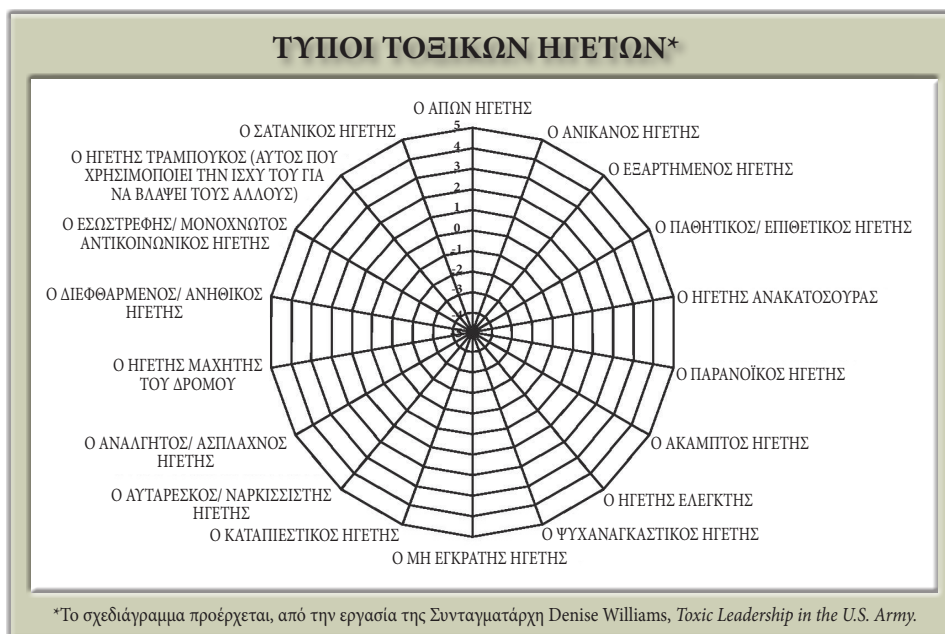 ΤΥΠΟΙ ΤΟΞΙΚΩΝ ΗΓΕΤΩΝ*
Ο ΑΠΩΝ ΗΓΕΤΗΣ
Ο ΑΝΙΚΑΝΟΣ ΗΓΕΤΗΣ
Ο ΕΞΑΡΤΗΜΕΝΟΣ ΗΓΕΤΗΣ
Ο ΠΑΘΗΤΙΚΟΣ/ ΕΠΙΘΕΤΙΚΟΣ ΗΓΕΤΗΣ
Ο ΗΓΕΤΗΣ ΑΝΑΚΑΤΟΣΟΥΡΑΣ
Ο ΠΑΡΑΝΟΪΚΟΣ ΗΓΕΤΗΣ
Ο ΑΚΑΜΠΤΟΣ ΗΓΕΤΗΣ
Ο ΗΓΕΤΗΣ ΕΛΕΓΚΤΗΣ
Ο ΨΥΧΑΝΑΓΚΑΣΤΙΚΟΣ ΗΓΕΤΗΣ
Ο ΜΗ ΕΓΚΡΑΤΗΣ ΗΓΕΤΗΣ
Ο ΚΑΤΑΠΙΕΣΤΙΚΟΣ ΗΓΕΤΗΣ
Ο ΑΥΤΑΡΕΣΚΟΣ/ ΝΑΡΚΙΣΣΙΣΤΗΣ
ΗΓΕΤΗΣ
Ο ΑΝΑΛΓΗΤΟΣ/ ΑΣΠΛΑΧΝΟΣ
ΗΓΕΤΗΣ
Ο ΗΓΕΤΗΣ ΜΑΧΗΤΗΣ
ΤΟΥ ΔΡΟΜΟΥ
Ο ΔΙΕΦΘΑΡΜΕΝΟΣ/ ΑΝΗΘΙΚΟΣ
ΗΓΕΤΗΣ
Ο ΕΣΩΣΤΡΕΦΗΣ/ ΜΟΝΟΧΝΩΤΟΣ
ΑΝΤΙΚΟΙΝΩΝΙΚΟΣ ΗΓΕΤΗΣ
Ο ΗΓΕΤΗΣ ΤΡΑΜΠΟΥΚΟΣ (ΑΥΤΟΣ ΠΟΥ
ΧΡΗΣΙΜΟΠΟΙΕΙ ΤΗΝ ΙΣΧΥ ΤΟΥ ΓΙΑ
ΝΑ ΒΛΑΨΕΙ ΤΟΥΣ ΑΛΛΟΥΣ)
Ο ΣΑΤΑΝΙΚΟΣ ΗΓΕΤΗΣ
5
4
3
2
1
0
-1
-2
-3
-4
*Το σχεδιάγραμμα προέρχεται, από την εργασία της Συνταγματάρχη Denise Williams, Toxic Leadership in the U.S. Army.